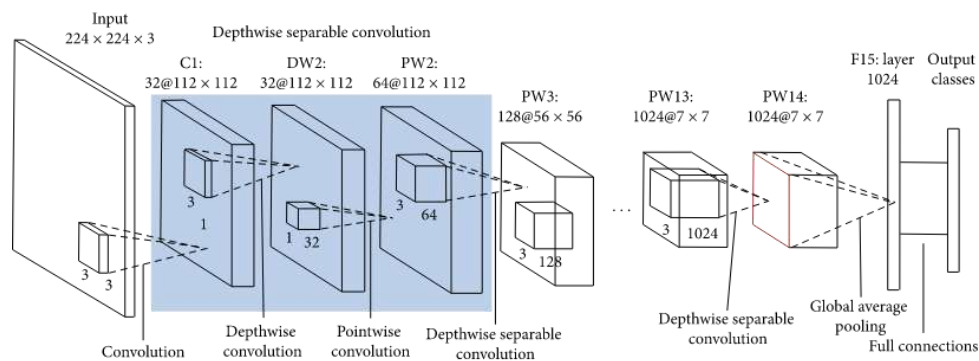 Input
224 × 224 × 3
Depthwise separable convolution
C1:
32@112 × 112
DW2:
32@112 × 112
PW2:
64@112 × 112
PW3:
128@56 × 56
PW13:
1024@7 × 7
PW14:
1024@7 × 7
F15: layer
1024
Output
classes
3
3
3
1
1
32
3
64
3
128
...
3
1024
Convolution
Depthwise
convolution
Pointwise
convolution
Depthwise separable
convolution
Depthwise separable
convolution
Global average
pooling
Full connections